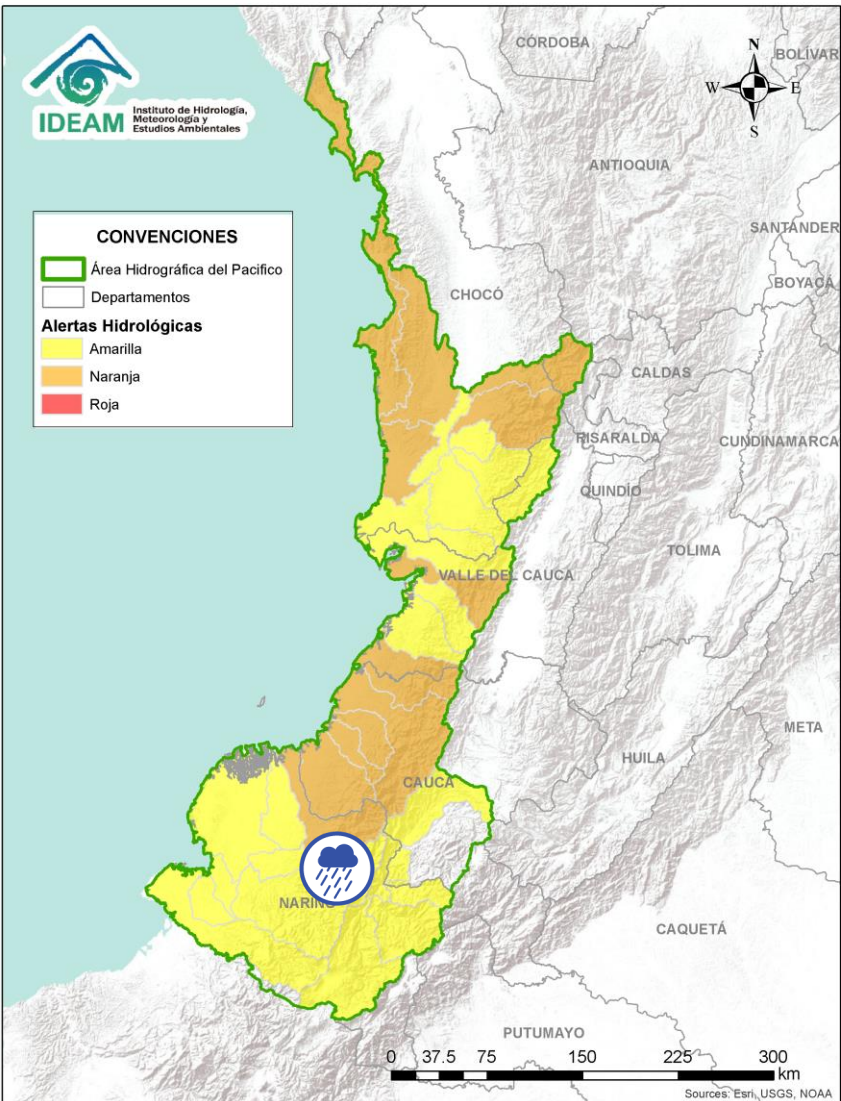 IDEAM
Instituto de Hidrología,
Meteorología y
Estudios Ambientales
N
W
E
S
CÓRDOBA
BOLIVAR
ANTIOQUIA
SANTANDER
BOYACÁ
CONVENCIONES
Área Hidrográfica del Pacifico
Departamentos
Alertas Hidrológicas
Amarilla
Naranja
Roja
CHOCÓ
CALDAS
RISARALDA
CUNDINAMARCA
QUINDÍO
TOLIMA
VALLE DEL CAUCA
META
HUILA
CAUCA
NARIÑO
CAQUETÁ
PUTUMAYO
0 37.5 75 150 225 300
km
Sources: Esri, USGS, NOAA